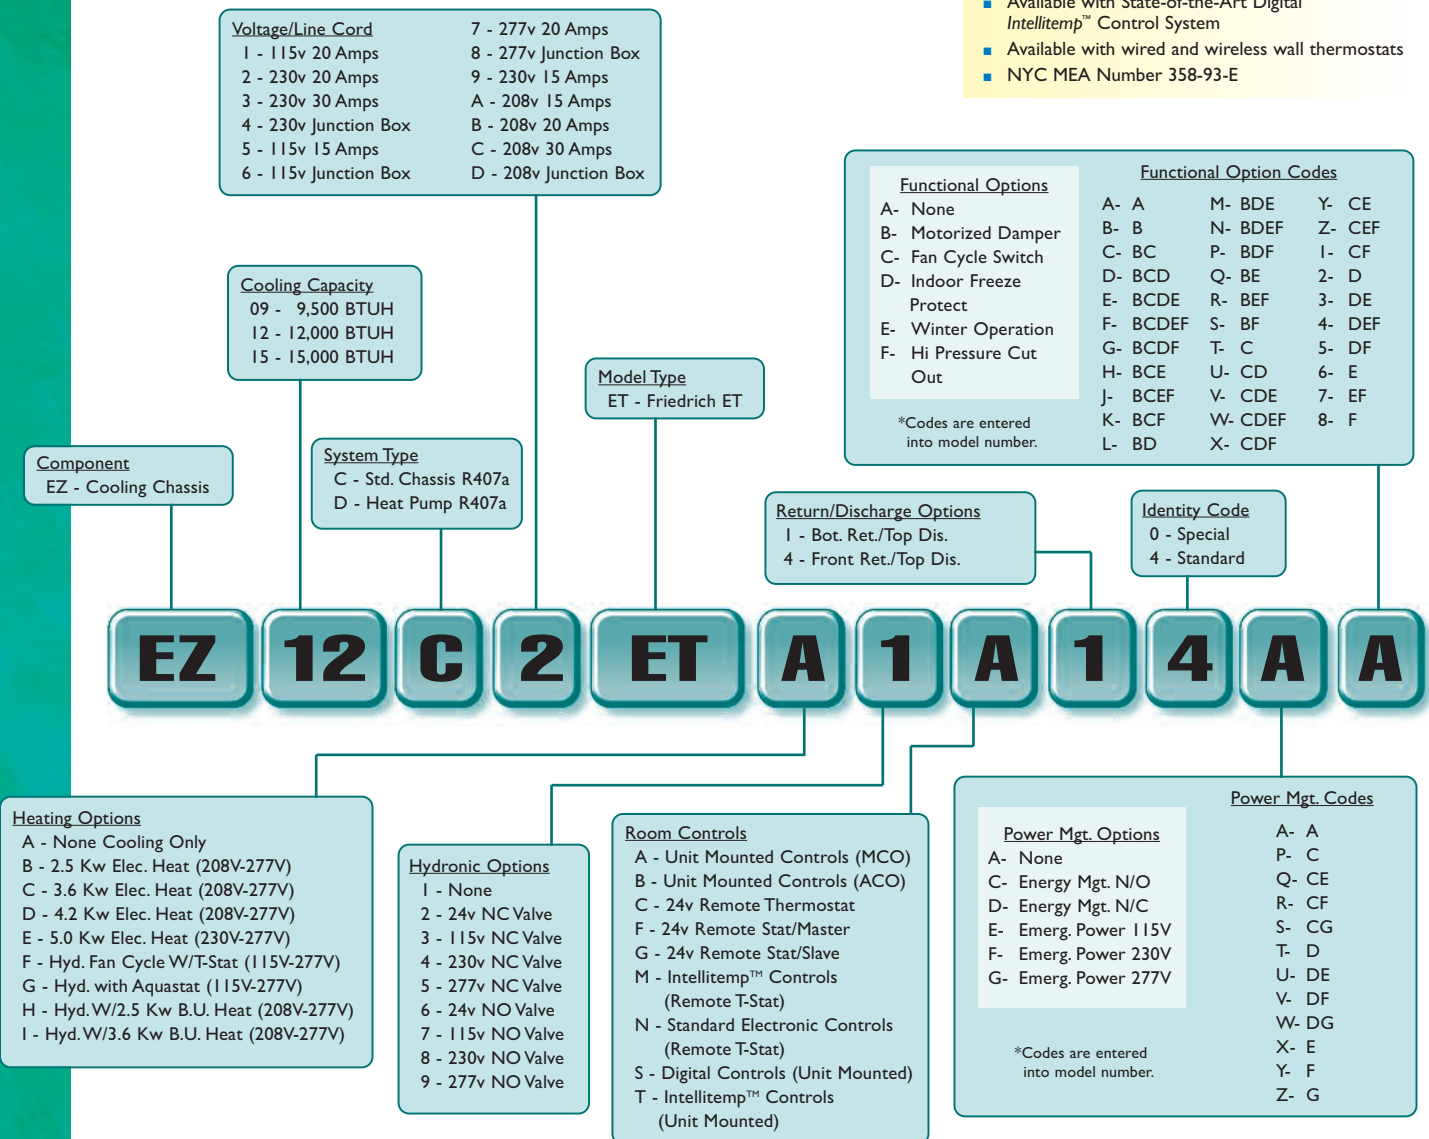 Available with State-of-the-Art Digital
Intellitemp™ Control System
Available with wired and wireless wall thermostats
NYC MEA Number 358-93-E
Voltage/Line Cord
1 - 115v 20 Amps
2 - 230v 20 Amps
3 - 230v 30 Amps
4 - 230v Junction Box
5 - 115v 15 Amps
6 - 115v Junction Box
7 - 277v 20 Amps
8 - 277v Junction Box
9 - 230v 15 Amps
A - 208v 15 Amps
B - 208v 20 Amps
C - 208v 30 Amps
D - 208v Junction Box
Functional Options
A- None
B- Motorized Damper
C- Fan Cycle Switch
D- Indoor Freeze
Protect
E- Winter Operation
F- Hi Pressure Cut
Out
*Codes are entered
into model number.
Functional Option Codes
A- A
B- B
C- BC
D- BCD
E- BCDE
F- BCDEF
G- BCDF
H- BCE
J- BCEF
K- BCF
L- BD
M- BDE
N- BDEF
P- BDF
Q- BE
R- BEF
S- BF
T- C
U- CD
V- CDE
W- CDEF
X- CDF
Y- CE
Z- CEF
1- CF
2- D
3- DE
4- DEF
5- DF
6- E
7- EF
8- F
Cooling Capacity
09 - 9,500 BTUH
12 - 12,000 BTUH
15 - 15,000 BTUH
Model Type
ET - Friedrich ET
Component
EZ - Cooling Chassis
System Type
C - Std. Chassis R407a
D - Heat Pump R407a
Return/Discharge Options
1 - Bot. Ret./Top Dis.
4 - Front Ret./Top Dis.
Identity Code
0 - Special
4 - Standard
EZ 12 C 2 ET A 1 A 1 4 A A
Heating Options
A - None Cooling Only
B - 2.5 Kw Elec. Heat (208V-277V)
C - 3.6 Kw Elec. Heat (208V-277V)
D - 4.2 Kw Elec. Heat (208V-277V)
E - 5.0 Kw Elec. Heat (230V-277V)
F - Hyd. Fan Cycle W/T-Stat (115V-277V)
G - Hyd. with Aquastat (115V-277V)
H - Hyd. W/2.5 Kw B.U. Heat (208V-277V)
I - Hyd. W/3.6 Kw B.U. Heat (208V-277V)
Hydronic Options
1 - None
2 - 24v NC Valve
3 - 115v NC Valve
4 - 230v NC Valve
5 - 277v NC Valve
6 - 24v NO Valve
7 - 115v NO Valve
8 - 230v NO Valve
9 - 277v NO Valve
Room Controls
A - Unit Mounted Controls (MCO)
B - Unit Mounted Controls (ACO)
C - 24v Remote Thermostat
F - 24v Remote Stat/Master
G - 24v Remote Stat/Slave
M - Intellitemp™ Controls
(Remote T-Stat)
N - Standard Electronic Controls
(Remote T-Stat)
S - Digital Controls (Unit Mounted)
T - Intellitemp™ Controls
(Unit Mounted)
Power Mgt. Options
A- None
C- Energy Mgt. N/O
D- Energy Mgt. N/C
E- Emerg. Power 115V
F- Emerg. Power 230V
G- Emerg. Power 277V
*Codes are entered
into model number.
Power Mgt. Codes
A- A
P- C
Q- CE
R- CF
S- CG
T- D
U- DE
V- DF
W- DG
X- E
Y- F
Z- G